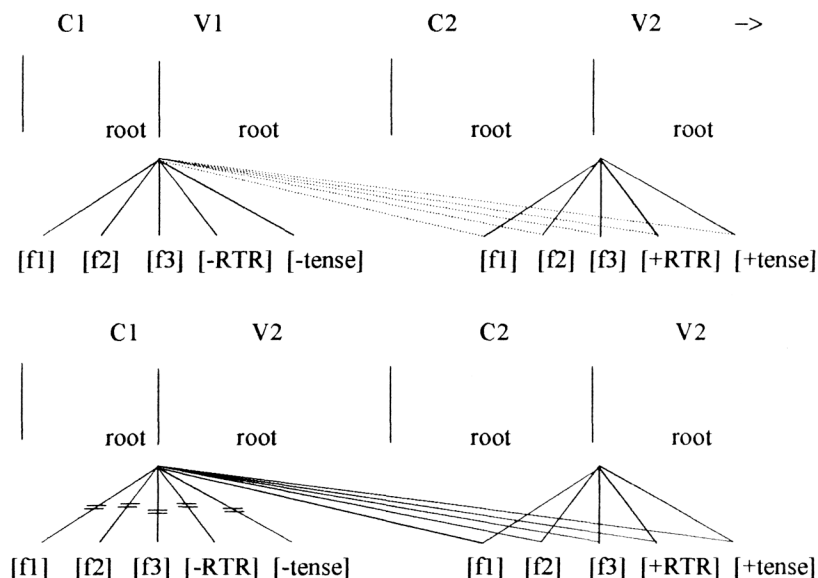 C1 V1 C2 V2 –>
root root root root
[f1] [f2] [f3] [-RTR] [-tense] [f1] [f2] [f3] [+RTR] [+tense]
C1 V2 C2 V2
root root root root
[f1] [f2] [f3] [-RTR] [-tense] [f1] [f2] [f3] [+RTR] [+tense]